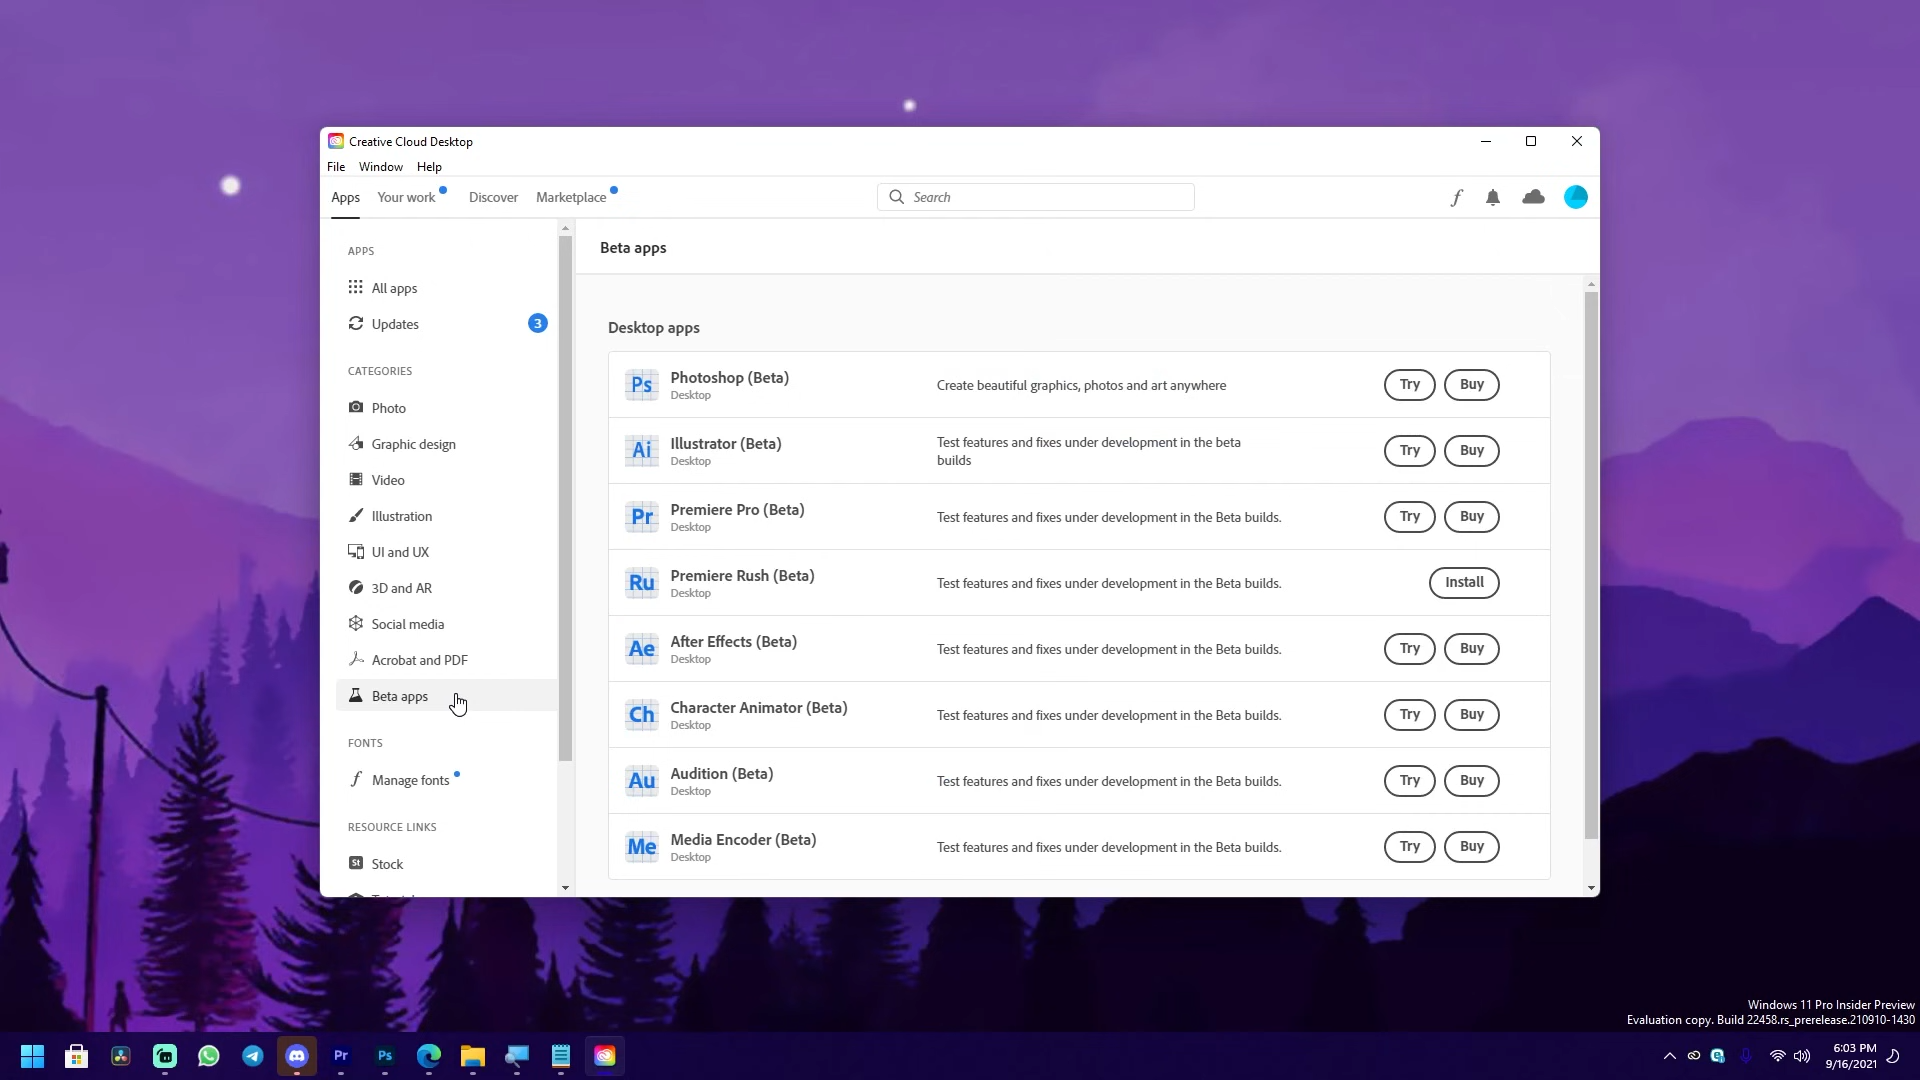 Creative Cloud Desktop
File Window Help
Apps Your work Discover Marketplace Search
APPS
All apps
Updates 3
CATEGORIES
Photo
Graphic design
Video
Illustration
UI and UX
3D and AR
Social media
Acrobat and PDF
Beta apps
FONTS
Manage fonts
RESOURCE LINKS
St Stock
Beta apps
Desktop apps
Ps Photoshop (Beta)
Desktop
Create beautiful graphics, photos and art anywhere
Try Buy
Ai Illustrator (Beta)
Desktop
Test features and fixes under development in the beta
builds
Try Buy
Pr Premiere Pro (Beta)
Desktop
Test features and fixes under development in the Beta builds.
Try Buy
Ru Premiere Rush (Beta)
Desktop
Test features and fixes under development in the Beta builds.
Install
Ae After Effects (Beta)
Desktop
Test features and fixes under development in the Beta builds.
Try Buy
Ch Character Animator (Beta)
Desktop
Test features and fixes under development in the Beta builds.
Try Buy
Au Audition (Beta)
Desktop
Test features and fixes under development in the Beta builds.
Try Buy
Me Media Encoder (Beta)
Desktop
Test features and fixes under development in the Beta builds.
Try Buy
Windows 11 Pro Insider Preview
Evaluation copy. Build 22458.rs_prerelease.210910-1430
Pr Ps
6:03 PM
9/16/2021